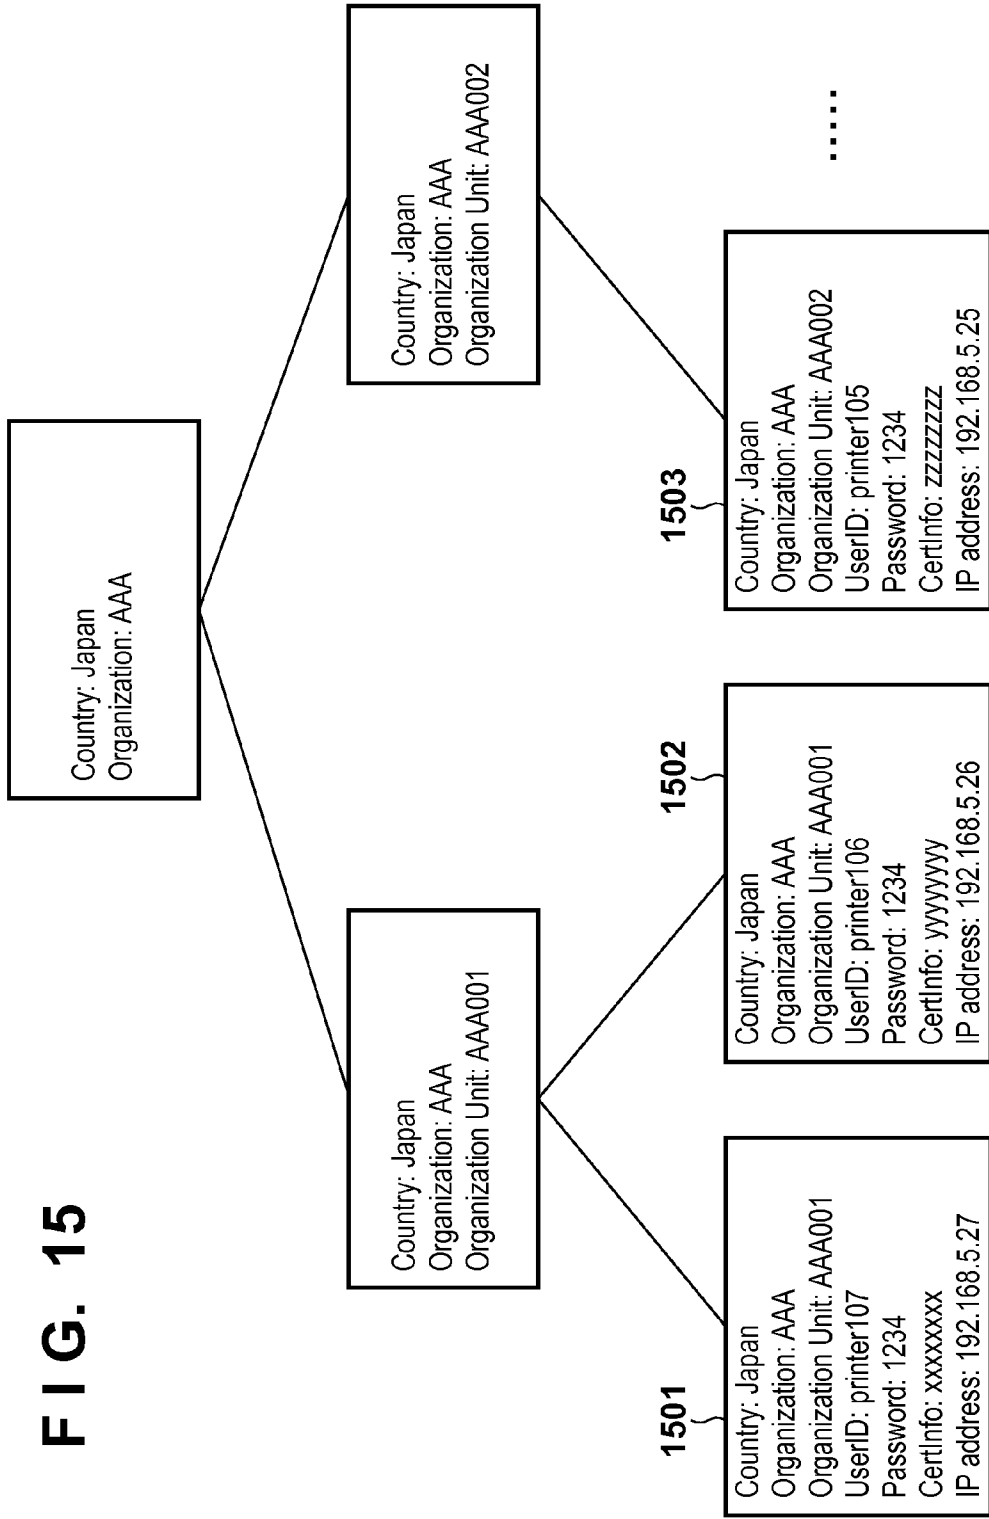 FIG. 15
Country: Japan
Organization: AAA
Country: Japan
Organization: AAA
Organization Unit: AAA001
Country: Japan
Organization: AAA
Organization Unit: AAA002
1501
Country: Japan
Organization: AAA
Organization Unit: AAA001
UserID: printer107
Password: 1234
CertInfo: xxxxxxxx
IP address: 192.168.5.27
1502
Country: Japan
Organization: AAA
Organization Unit: AAA001
UserID: printer106
Password: 1234
CertInfo: yyyyyyyy
IP address: 192.168.5.26
1503
Country: Japan
Organization: AAA
Organization Unit: AAA002
UserID: printer105
Password: 1234
CertInfo: zzzzzzzzz
IP address: 192.168.5.25
.....